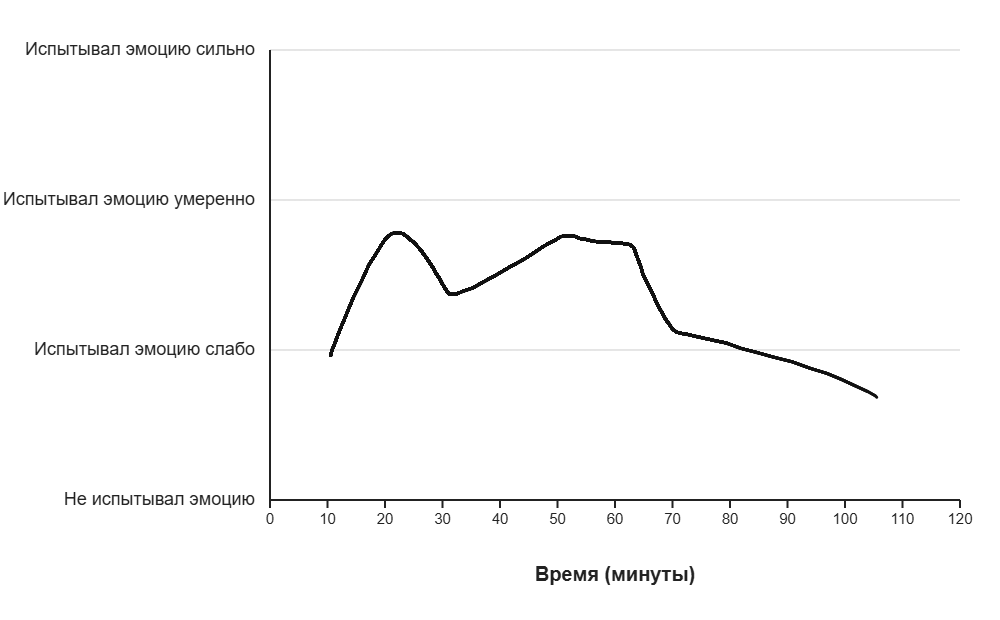 Испытывал эмоцию сильно
Испытывал эмоцию умеренно
Испытывал эмоцию слабо
Не испытывал эмоцию
0 10 20 30 40 50 60 70 80 90 100 110 120
Время (минуты)